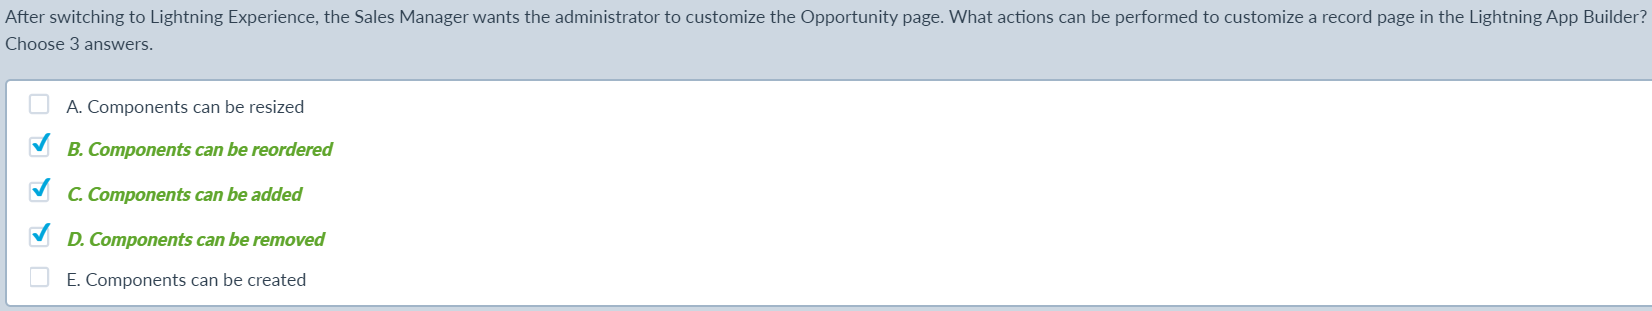 After switching to Lightning Experience, the Sales Manager wants the administrator to customize the Opportunity page. What actions can be performed to customize a record page in the Lightning App Builder?
Choose 3 answers.
A. Components can be resized
B. Components can be reordered
C. Components can be added
D. Components can be removed
E. Components can be created